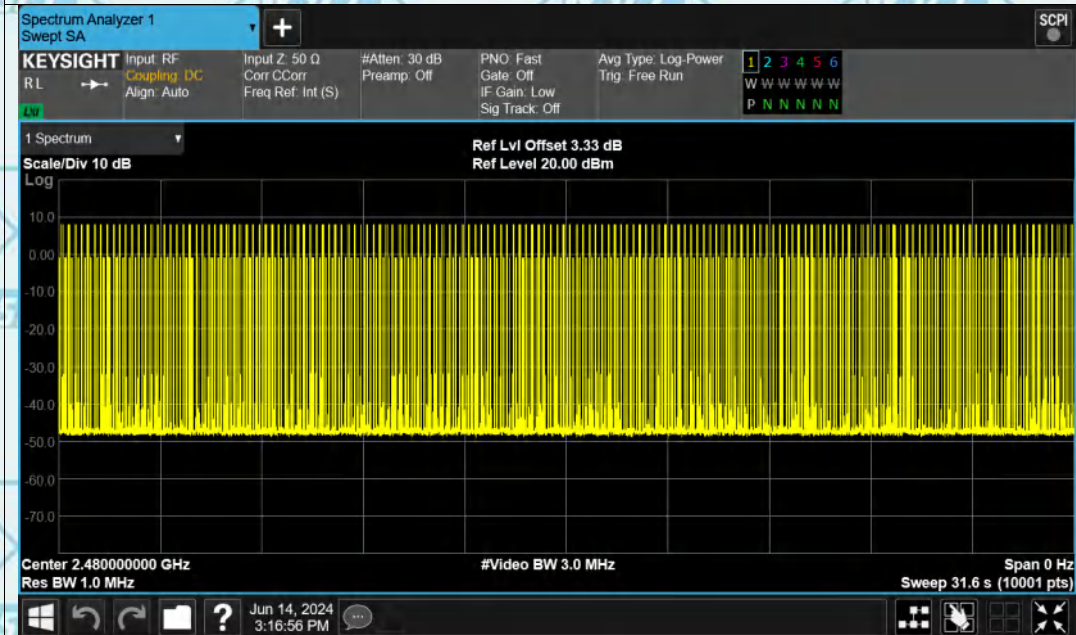 Spectrum Analyzer 1
Swept SA
+
SCPI
KEYSIGHT
R L
LXI
Input: RF
Coupling: DC
Align: Auto
Input Z: 50 Ω
Corr CCorr
Freq Ref: Int (S)
#Atten: 30 dB
Preamp: Off
PNO: Fast
Gate: Off
IF Gain: Low
Sig Track: Off
Avg Type: Log-Power
Trig: Free Run
1 2 3 4 5 6
W W W W W W
P N N N N N
1 Spectrum
Scale/Div 10 dB
Ref Lvl Offset 3.33 dB
Ref Level 20.00 dBm
Log
10.0
0.00
-10.0
-20.0
-30.0
-40.0
-50.0
-60.0
-70.0
Center 2.480000000 GHz
#Video BW 3.0 MHz
Span 0 Hz
Res BW 1.0 MHz
Sweep 31.6 s (10001 pts)
?
Jun 14, 2024
3:16:56 PM